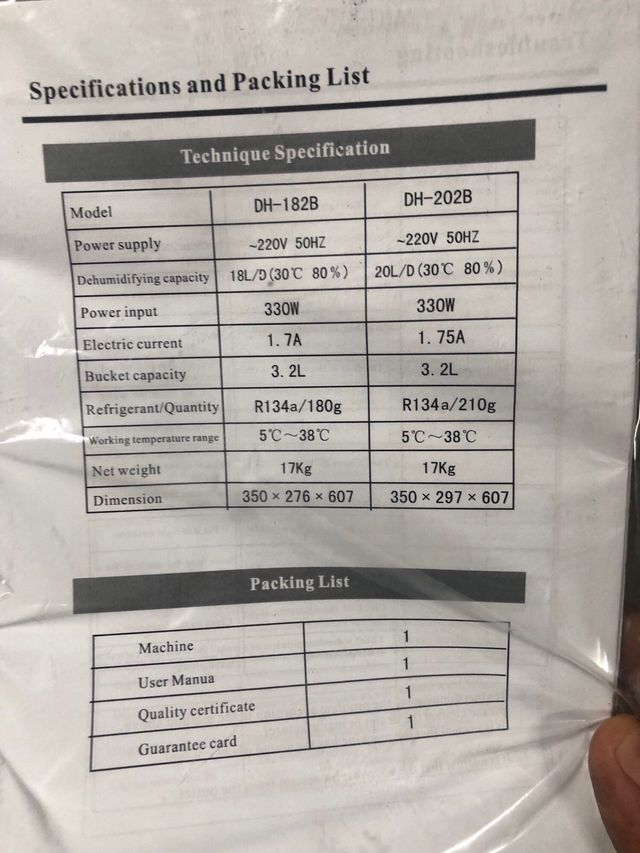 Troubleshooting
Specifications and Packing List
Technique Specification
Model DH-182B DH-202B
Power supply ~220V 50HZ ~220V 50HZ
Dehumidifying capacity 18L/D(30℃ 80%) 20L/D(30℃ 80%)
Power input 330W 330W
Electric current 1.7A 1.75A
Bucket capacity 3.2L 3.2L
Refrigerant/Quantity R134a/180g R134a/210g
Working temperature range 5℃~38℃ 5℃~38℃
Net weight 17Kg 17Kg
Dimension 350×276×607 350×297×607
Packing List
Machine 1
User Manua 1
Quality certificate 1
Guarantee card 1